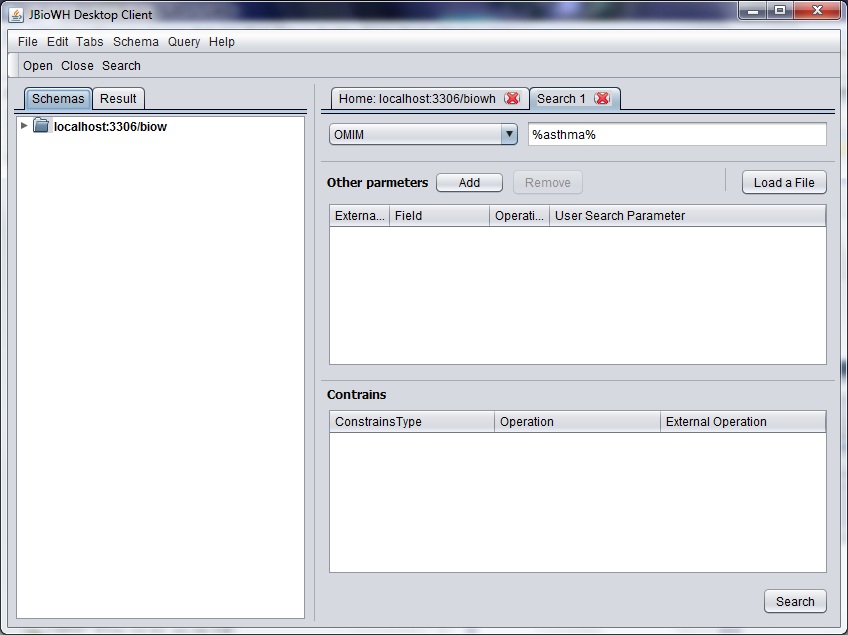 JBioWH Desktop Client
File Edit Tabs Schema Query Help
Open Close Search
Schemas Result
localhost:3306/biow
Home: localhost:3306/biowh Search 1
OMIM %asthma%
Other parmeters Add Remove Load a File
Externa... Field Operati... User Search Parameter
Contrains
ConstrainsType Operation External Operation
Search